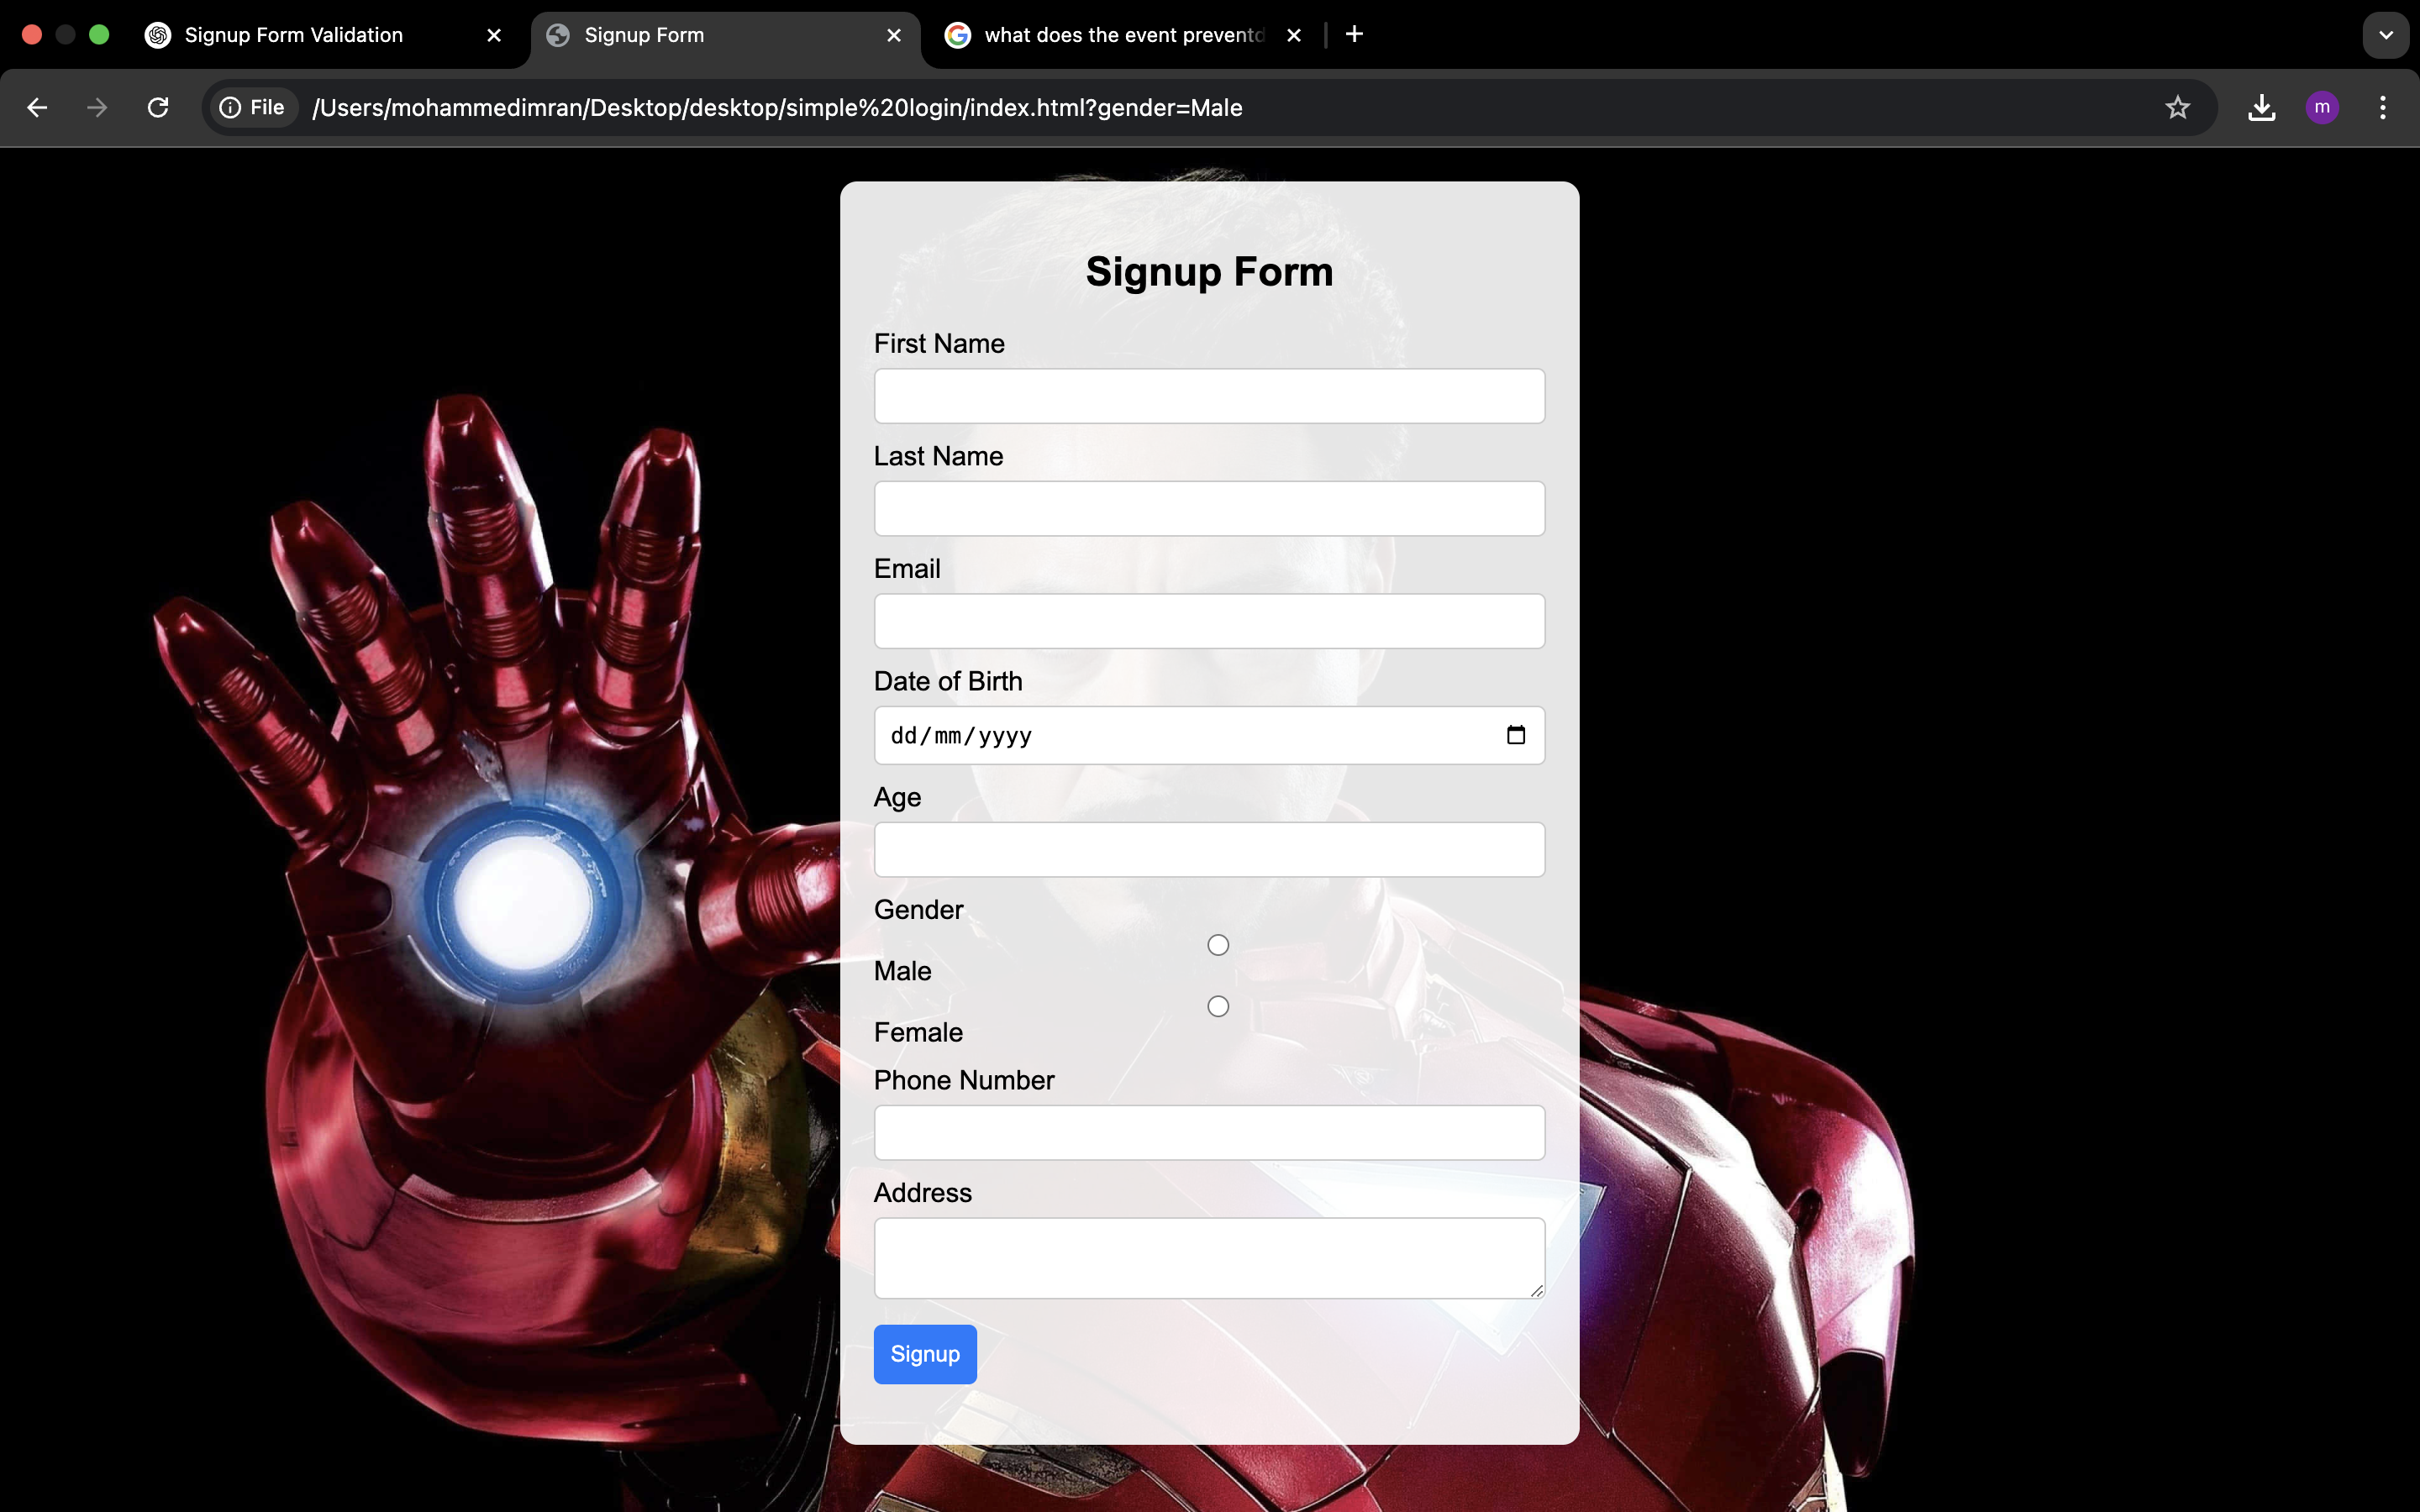 Signup Form Validation
Signup Form
what does the event prevent
File
/Users/mohammedimran/Desktop/desktop/simple%20login/index.html?gender=Male
m
Signup Form
First Name
Last Name
Email
Date of Birth
dd/mm/yyyy
Age
Gender
Male
Female
Phone Number
Address
Signup